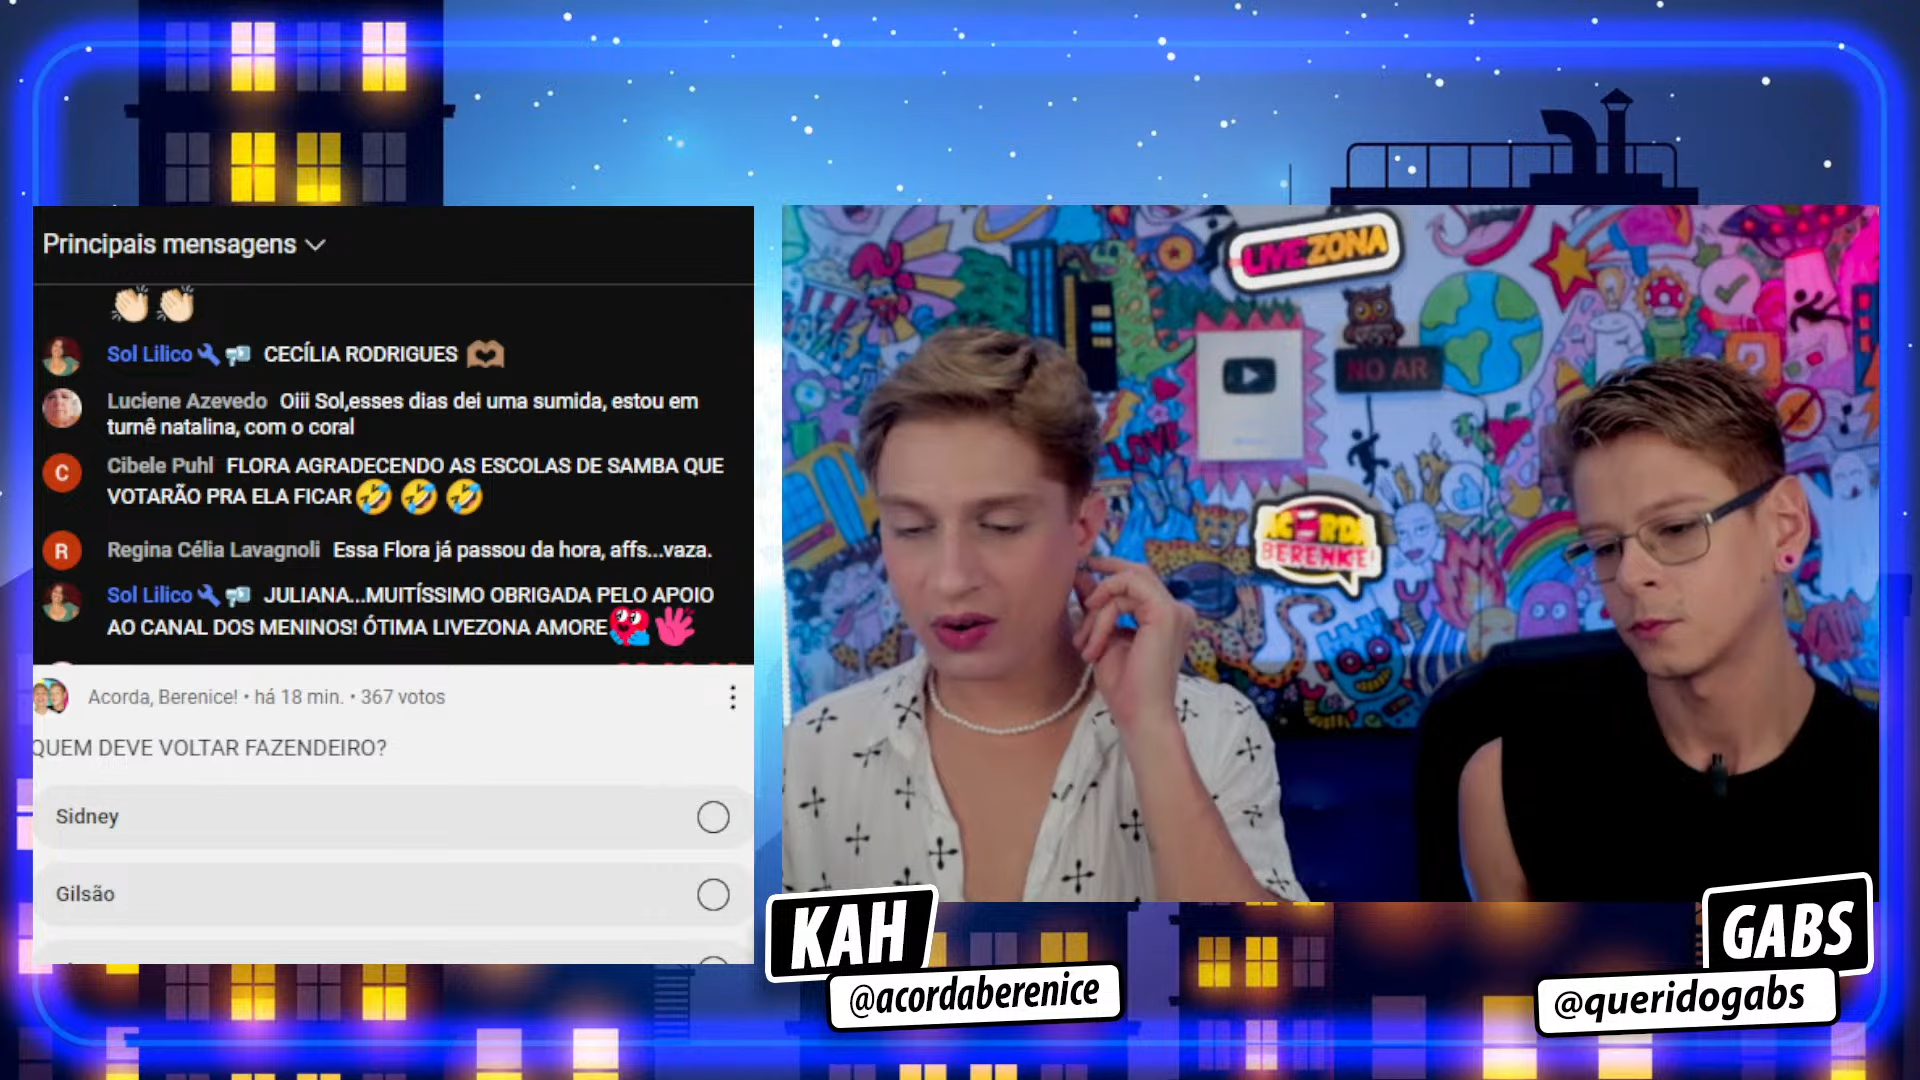 Principais mensagens
Sol Lilico CECÍLIA RODRIGUES
Luciene Azevedo Oiii Sol,esses dias dei uma sumida, estou em
turnê natalina, com o coral
C
Cibele Puhl FLORA AGRADECENDO AS ESCOLAS DE SAMBA QUE
VOTARÃO PRA ELA FICAR
R
Regina Célia Lavagnoli Essa Flora já passou da hora, affs...vaza.
Sol Lilico JULIANA...MUITÍSSIMO OBRIGADA PELO APOIO
AO CANAL DOS MENINOS! ÓTIMA LIVEZONA AMORE
Acorda, Berenice! • há 18 min. • 367 votos
QUEM DEVE VOLTAR FAZENDEIRO?
Sidney
Gilsão
LIVEZONA
NO AR
LOVE
ACORDA
BERENICE!
KAH
@acordaberenice
GABS
@queridogabs